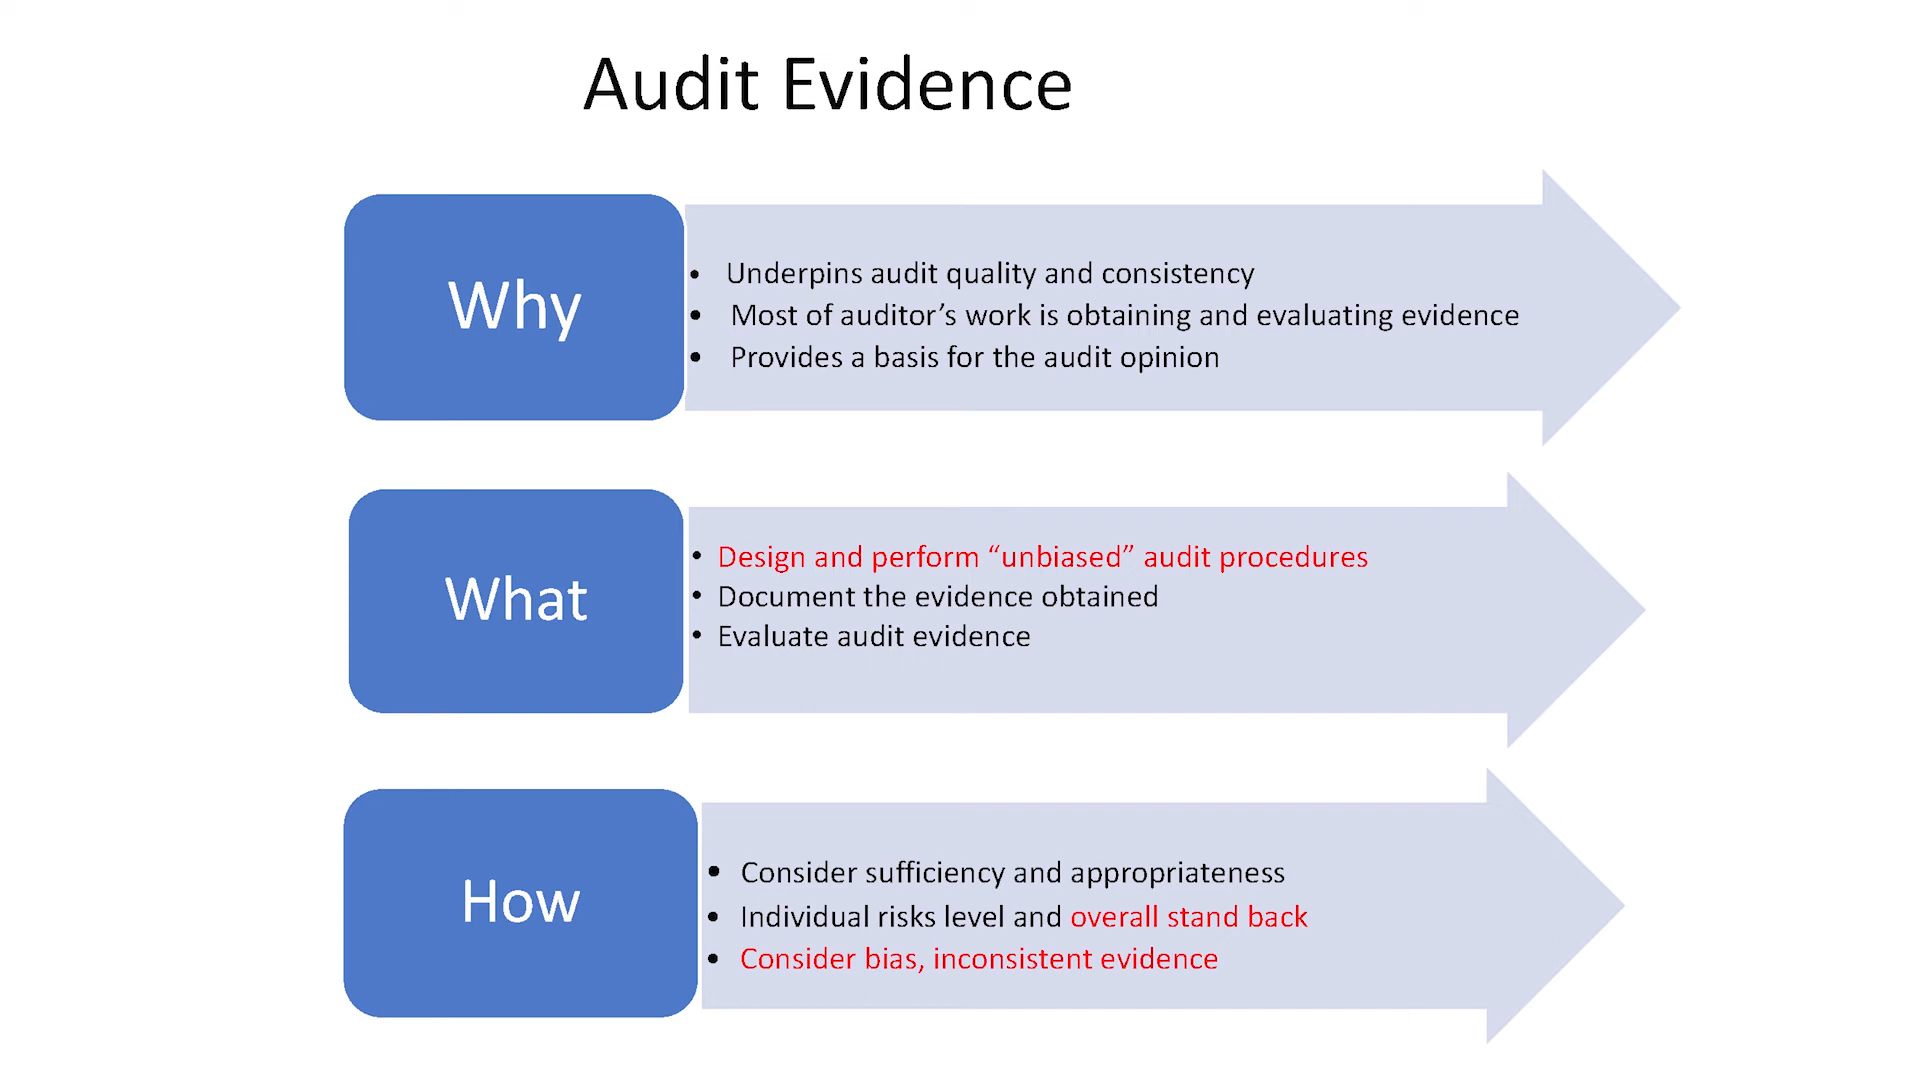 Audit Evidence
Why
• Underpins audit quality and consistency
• Most of auditor’s work is obtaining and evaluating evidence
• Provides a basis for the audit opinion
What
• Design and perform “unbiased” audit procedures
• Document the evidence obtained
• Evaluate audit evidence
How
• Consider sufficiency and appropriateness
• Individual risks level and overall stand back
• Consider bias, inconsistent evidence